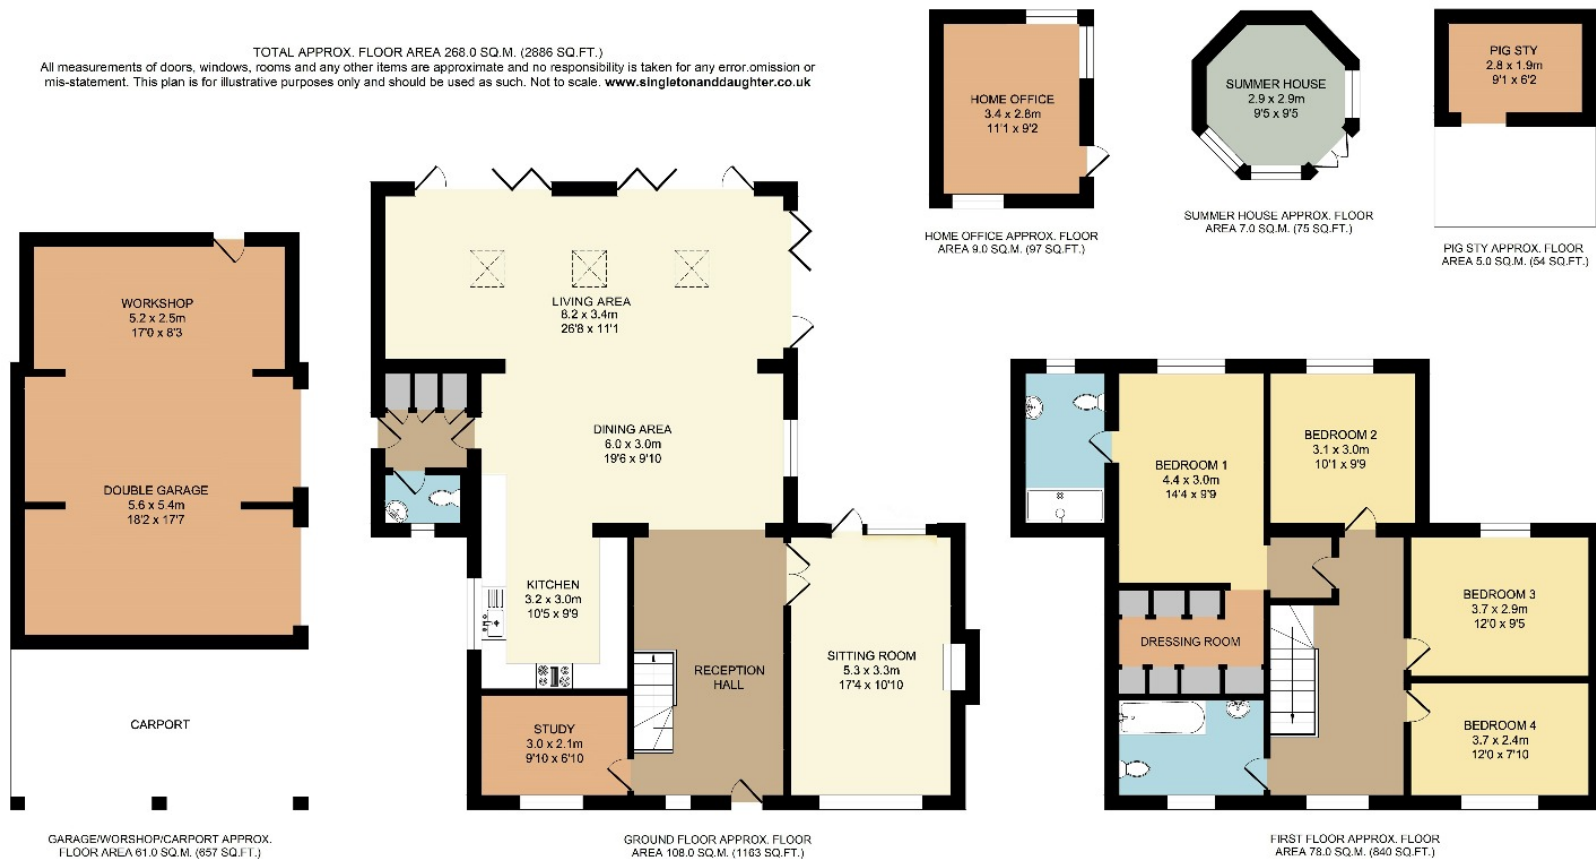 TOTAL APPROX. FLOOR AREA 268.0 SQ.M. (2886 SQ.FT.)
All measurements of doors, windows, rooms and any other items are approximate and no responsibility is taken for any error.omission or
mis-statement. This plan is for illustrative purposes only and should be used as such. Not to scale. www.singletonanddaughter.co.uk
HOME OFFICE
3.4 x 2.8m
11'1 x 9'2
HOME OFFICE APPROX. FLOOR
AREA 9.0 SQ.M. (97 SQ.FT.)
SUMMER HOUSE
2.9 x 2.9m
9'5 x 9'5
SUMMER HOUSE APPROX. FLOOR
AREA 7.0 SQ.M. (75 SQ.FT.)
PIG STY
2.8 x 1.9m
9'1 x 6'2
PIG STY APPROX. FLOOR
AREA 5.0 SQ.M. (54 SQ.FT.)
WORKSHOP
5.2 x 2.5m
17'0 x 8'3
DOUBLE GARAGE
5.6 x 5.4m
18'2 x 17'7
CARPORT
GARAGE/WORSHOP/CARPORT APPROX.
FLOOR AREA 61.0 SQ.M. (657 SQ.FT.)
LIVING AREA
8.2 x 3.4m
26'8 x 11'1
DINING AREA
6.0 x 3.0m
19'6 x 9'10
KITCHEN
3.2 x 3.0m
10'5 x 9'9
RECEPTION
HALL
SITTING ROOM
5.3 x 3.3m
17'4 x 10'10
STUDY
3.0 x 2.1m
9'10 x 6'10
GROUND FLOOR APPROX. FLOOR
AREA 108.0 SQ.M. (1163 SQ.FT.)
BEDROOM 1
4.4 x 3.0m
14'4 x 9'9
BEDROOM 2
3.1 x 3.0m
10'1 x 9'9
BEDROOM 3
3.7 x 2.9m
12'0 x 9'5
DRESSING ROOM
BEDROOM 4
3.7 x 2.4m
12'0 x 7'10
FIRST FLOOR APPROX. FLOOR
AREA 78.0 SQ.M. (840 SQ.FT.)